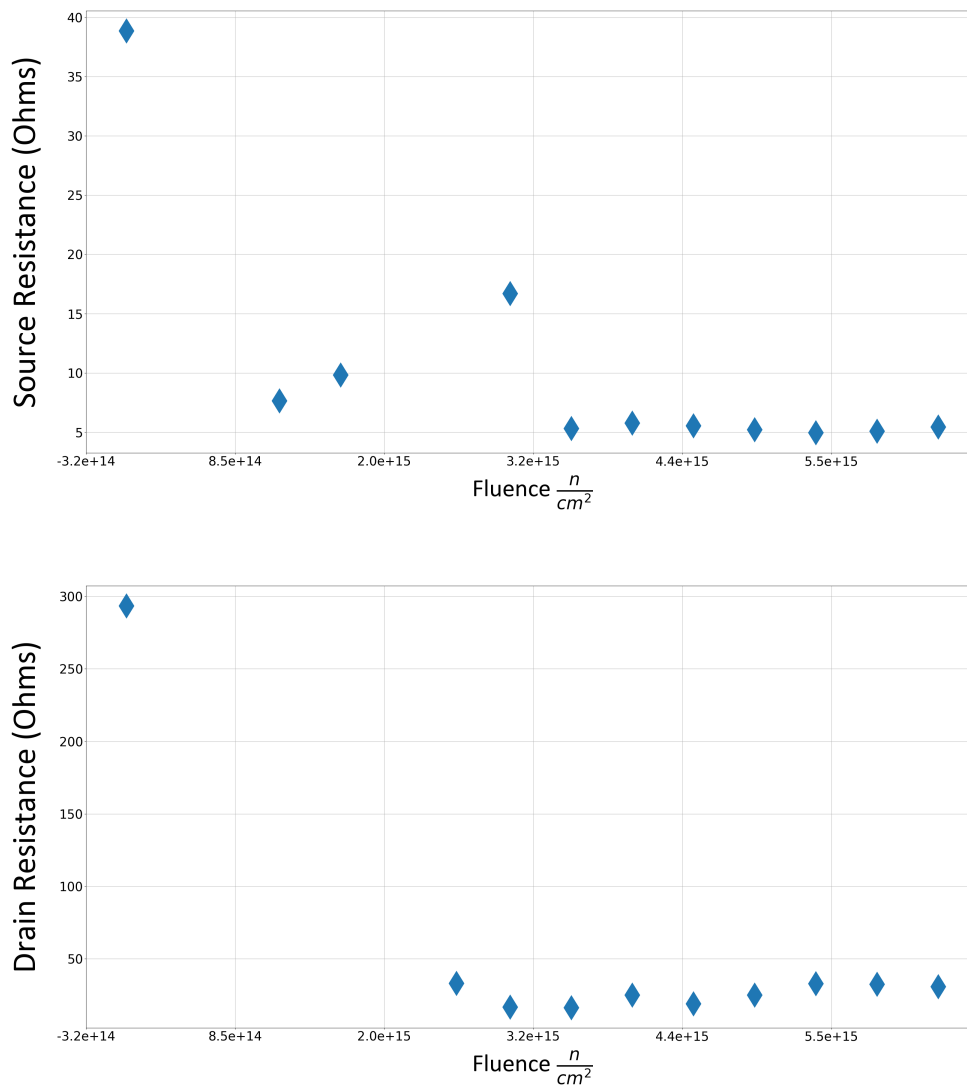 Source Resistance (Ohms)
40
35
30
25
20
15
10
5
-3.2e+14 8.5e+14 2.0e+15 3.2e+15 4.4e+15 5.5e+15
Fluence n/cm²
Drain Resistance (Ohms)
300
250
200
150
100
50
-3.2e+14 8.5e+14 2.0e+15 3.2e+15 4.4e+15 5.5e+15
Fluence n/cm²